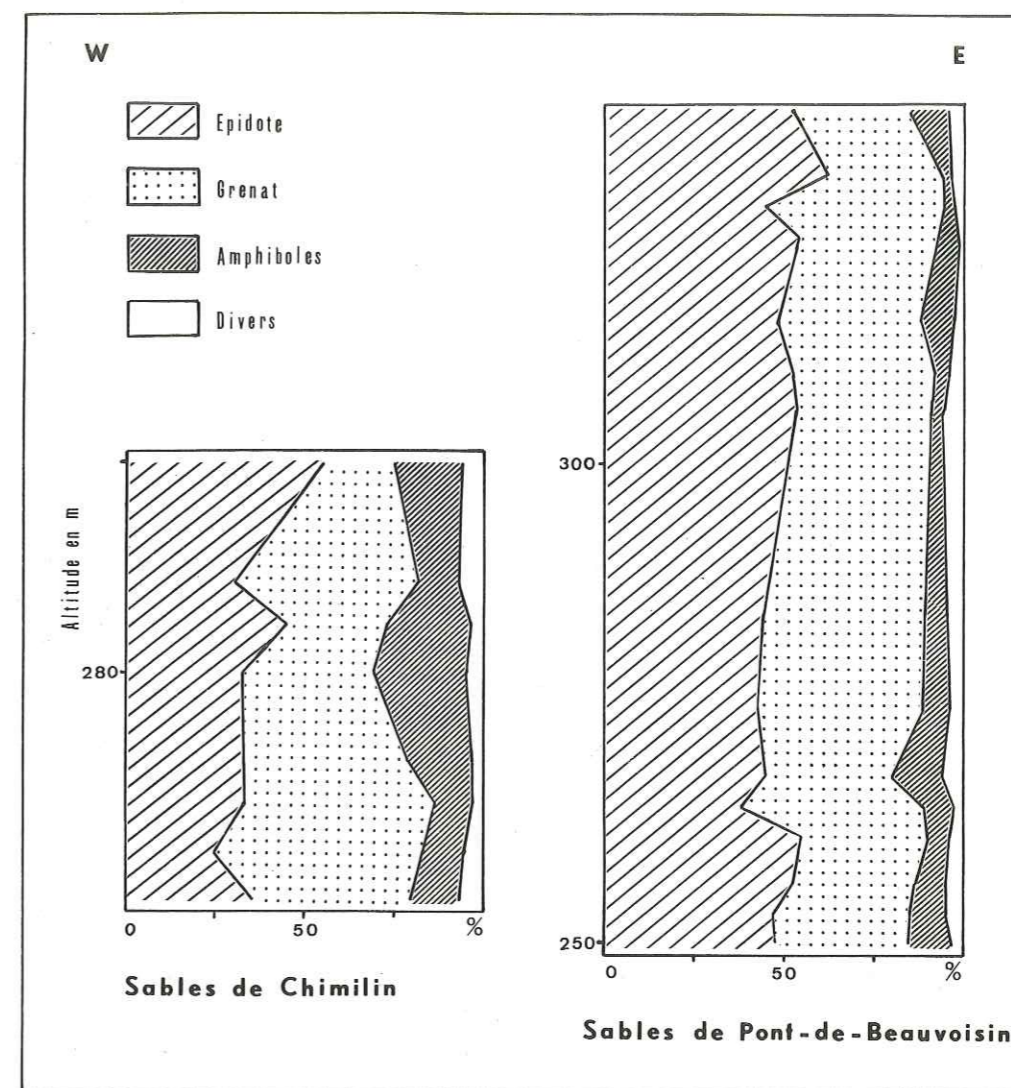 W
E
Epidote
Grenat
Amphiboles
Divers
Altitude en m
280
0 50 %
Sables de Chimilin
300
250
0 50 %
Sables de Pont-de-Beauvoisin